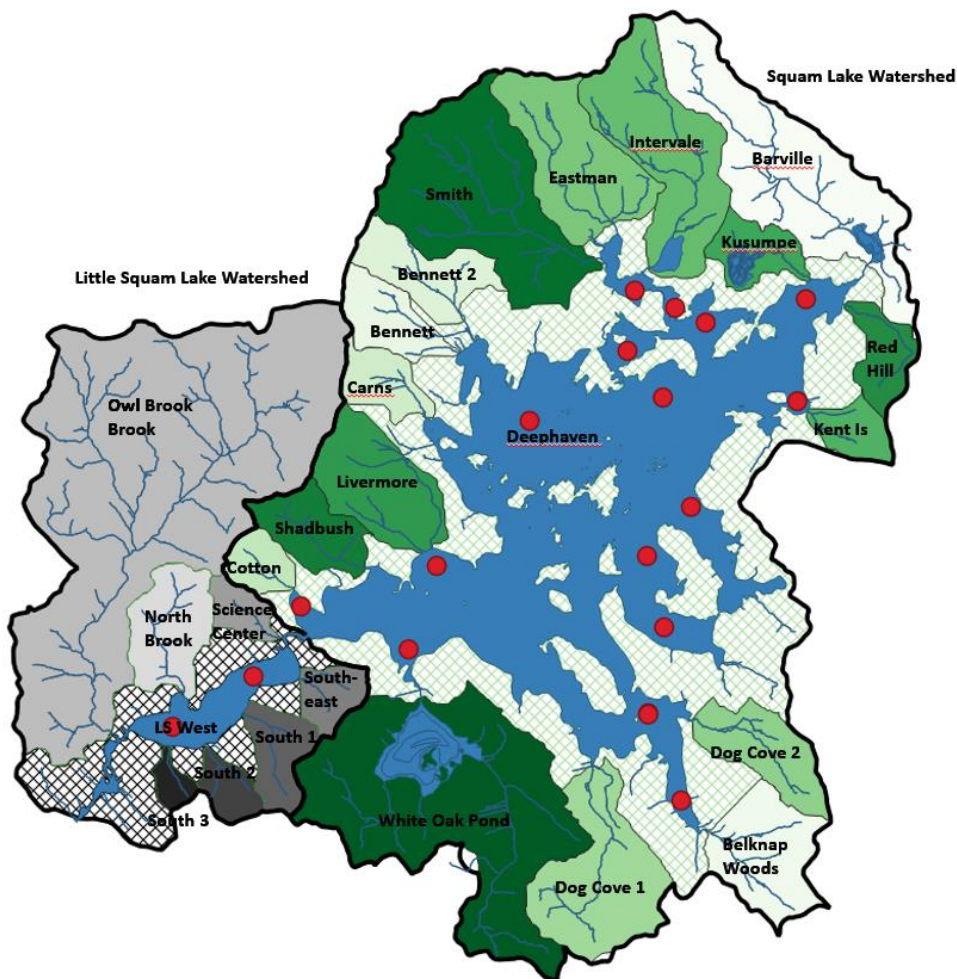 Squam Lake Watershed
Intervale
Barville
Eastman
Smith
Kusumpe
Bennett 2
Little Squam Lake Watershed
Bennett
Red
Hill
Carns
Owl Brook
Brook
Kent Is
Deephaven
Livermore
Shadbush
Cotton
Science
Center
North
Brook
South-
east
LS West
South 1
South 2
South 3
Dog Cove 2
White Oak Pond
Belknap
Woods
Dog Cove 1